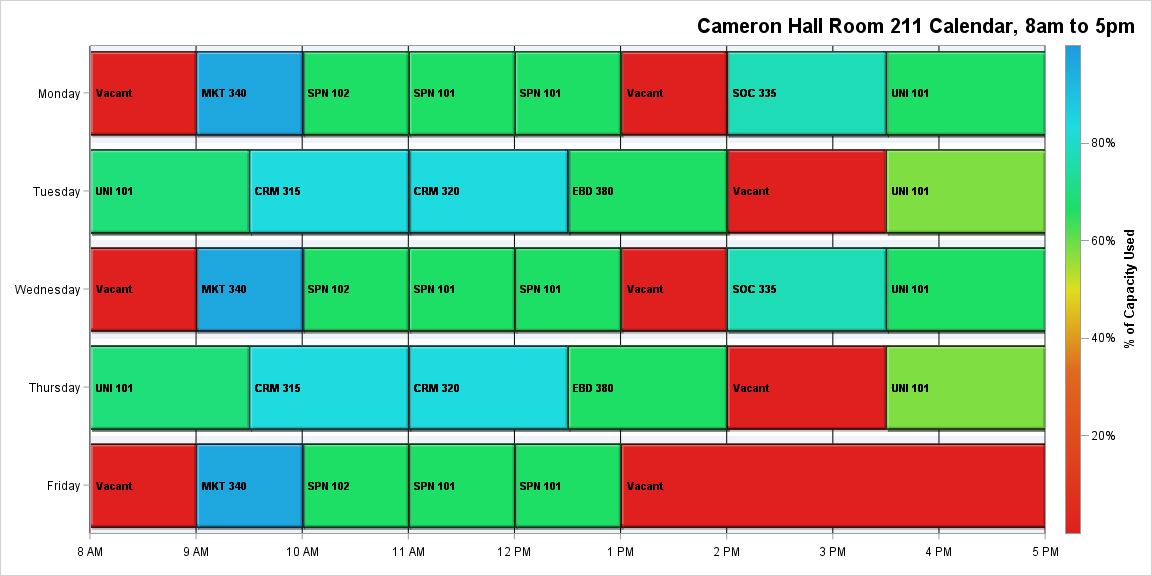 Cameron Hall Room 211 Calendar, 8am to 5pm
Monday Vacant MKT 340 SPN 102 SPN 101 SPN 101 Vacant SOC 335 UNI 101
80%
Tuesday UNI 101 CRM 315 CRM 320 EBD 380 Vacant UNI 101
60%
Wednesday Vacant MKT 340 SPN 102 SPN 101 SPN 101 Vacant SOC 335 UNI 101
% of Capacity Used
40%
Thursday UNI 101 CRM 315 CRM 320 EBD 380 Vacant UNI 101
20%
Friday Vacant MKT 340 SPN 102 SPN 101 SPN 101 Vacant
8 AM 9 AM 10 AM 11 AM 12 PM 1 PM 2 PM 3 PM 4 PM 5 PM